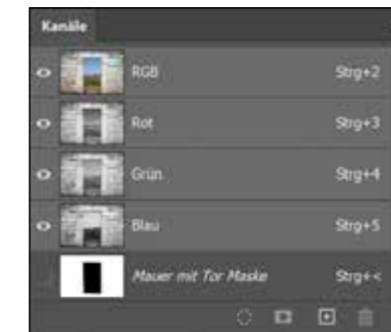 Kanäle
RGB Strg+2
Rot Strg+3
Grün Strg+4
Blau Strg+5
Mauer mit Tor Maske Strg+<